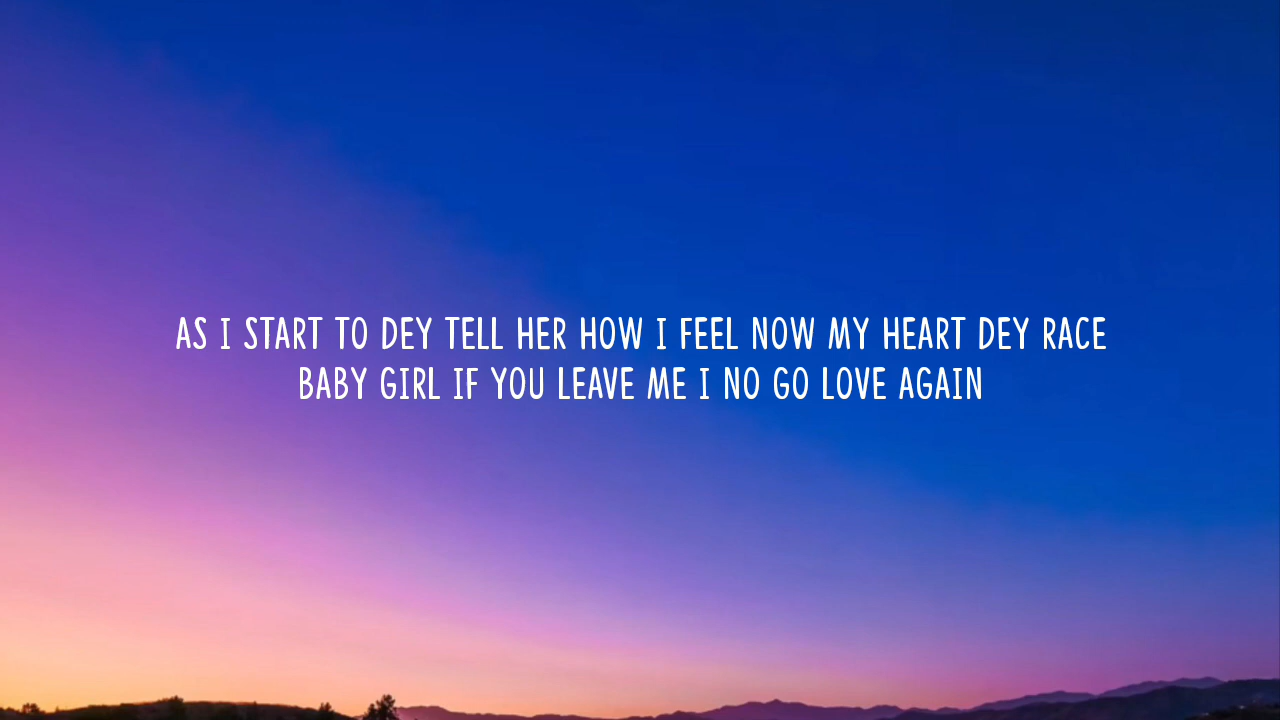 AS I START TO DEY TELL HER HOW I FEEL NOW MY HEART DEY RACE
BABY GIRL IF YOU LEAVE ME I NO GO LOVE AGAIN